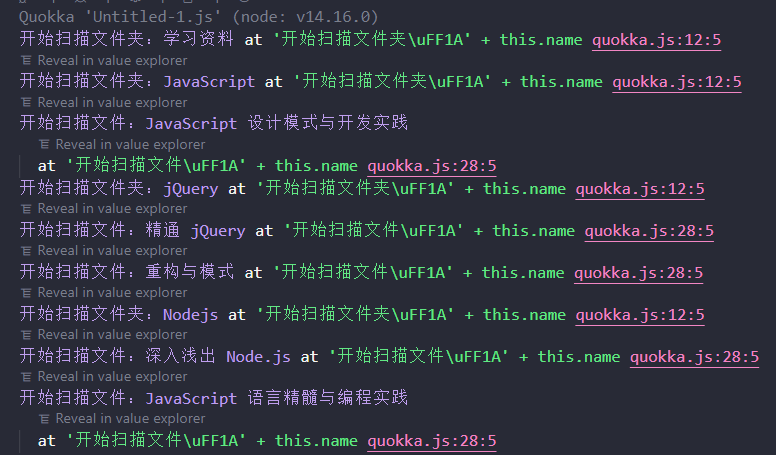 Quokka 'Untitled-1.js' (node: v14.16.0)
开始扫描文件夹：学习资料 at '开始扫描文件夹\uFF1A' + this.name quokka.js:12:5
Reveal in value explorer
开始扫描文件夹：JavaScript at '开始扫描文件夹\uFF1A' + this.name quokka.js:12:5
Reveal in value explorer
开始扫描文件：JavaScript 设计模式与开发实践
Reveal in value explorer
at '开始扫描文件\uFF1A' + this.name quokka.js:28:5
开始扫描文件夹：jQuery at '开始扫描文件夹\uFF1A' + this.name quokka.js:12:5
Reveal in value explorer
开始扫描文件：精通 jQuery at '开始扫描文件\uFF1A' + this.name quokka.js:28:5
Reveal in value explorer
开始扫描文件：重构与模式 at '开始扫描文件\uFF1A' + this.name quokka.js:28:5
Reveal in value explorer
开始扫描文件夹：Nodejs at '开始扫描文件夹\uFF1A' + this.name quokka.js:12:5
Reveal in value explorer
开始扫描文件：深入浅出 Node.js at '开始扫描文件\uFF1A' + this.name quokka.js:28:5
Reveal in value explorer
开始扫描文件：JavaScript 语言精髓与编程实践
Reveal in value explorer
at '开始扫描文件\uFF1A' + this.name quokka.js:28:5